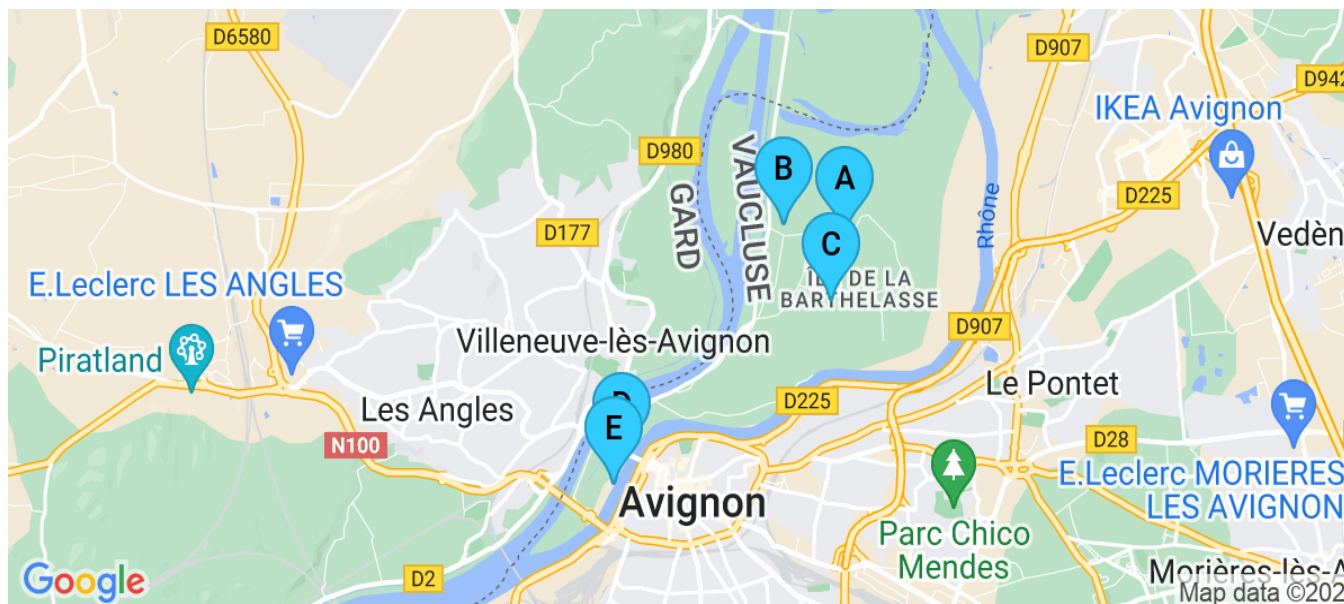 D6580
D907
D942
IKEA Avignon
D980
VAUCLUSE
GARD
B
A
D225
Rhône
C
D177
Vedèn
ÎLE DE LA
BARTHELASSE
E.Leclerc LES ANGLES
D907
Villeneuve-lès-Avignon
Piratland
Le Pontet
D225
Les Angles
D
E
N100
D28
E.Leclerc MORIERES
LES AVIGNON
Avignon
Parc Chico
Mendes
D2
Google
Morières-lès-A
Map data ©202